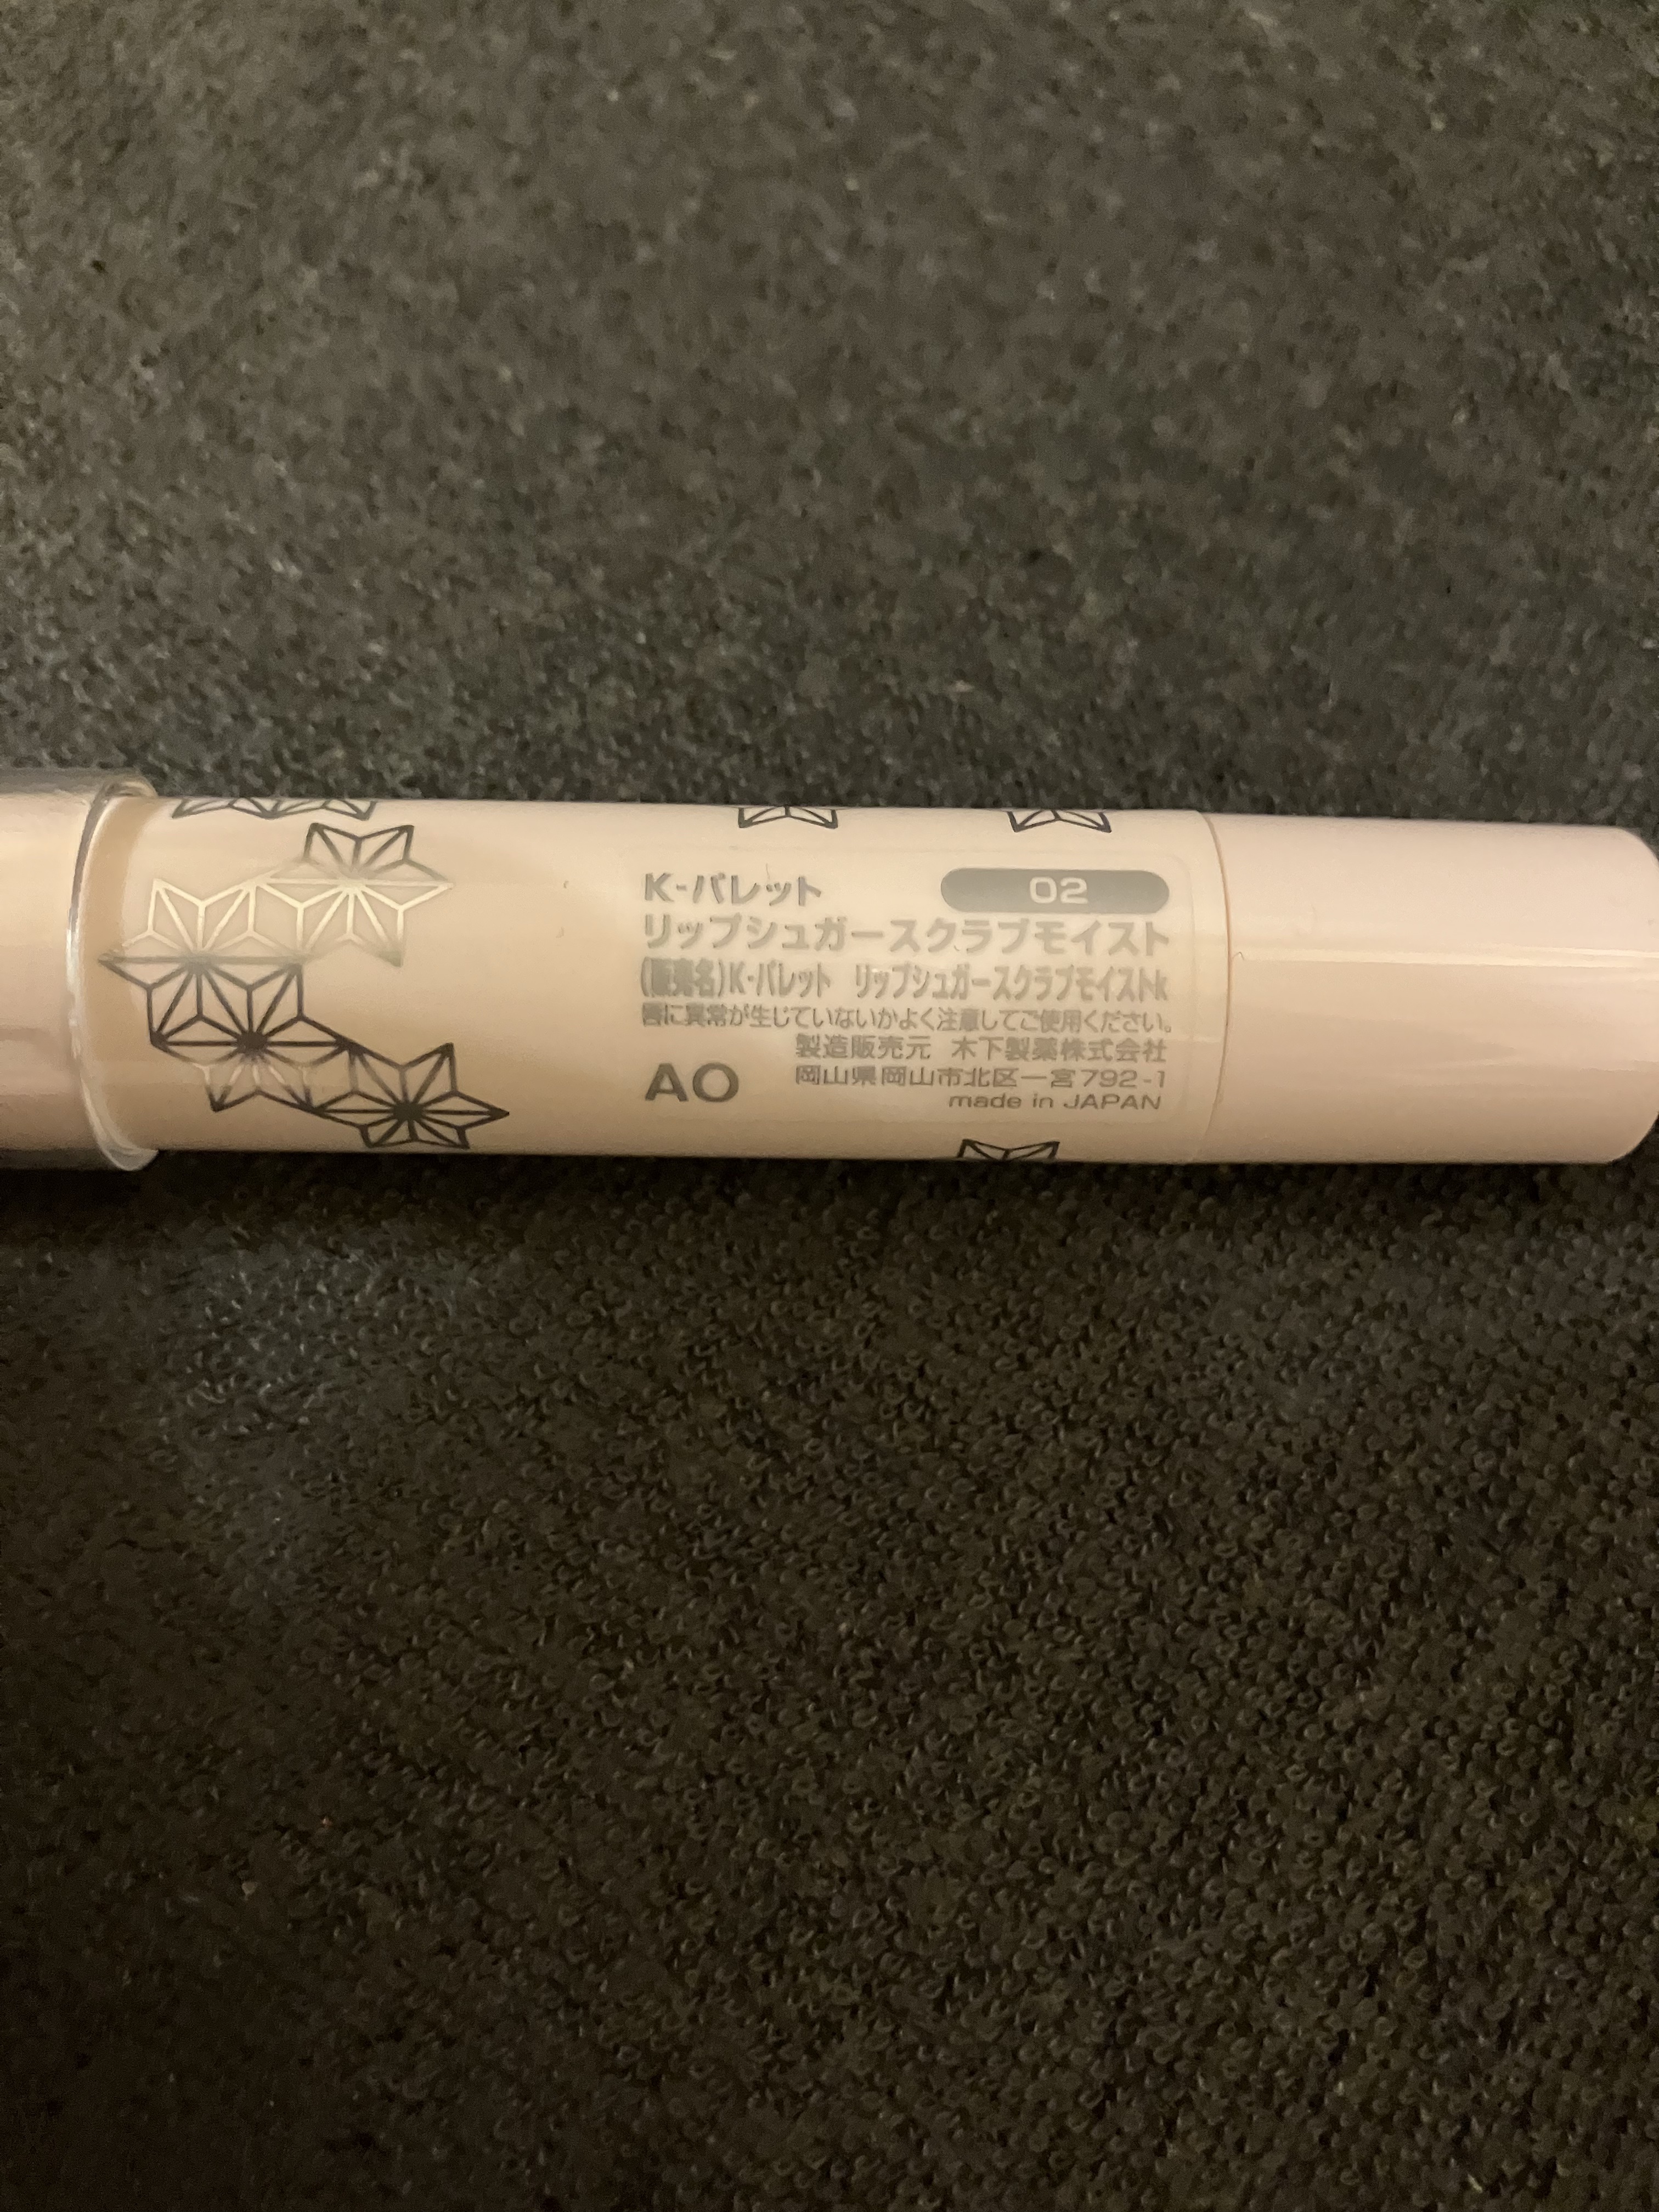 K-パレット 02
リップシュガースクラブモイスト
(販売名)K-パレット リップシュガースクラブモイストk
唇に異常が生じていないかよく注意してご使用ください。
製造販売元 木下製薬株式会社
AO 岡山県岡山市北区一宮792-1
made in JAPAN